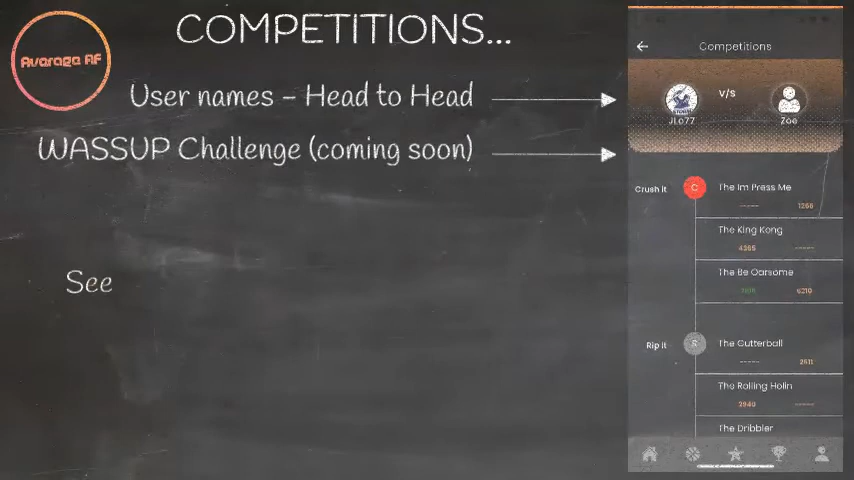 Average AF
COMPETITIONS...
User names – Head to Head
WASSUP Challenge (coming soon)
See
Competitions
V/S
JLo77
Zoe
Crush it
C
The Im Press Me
----- 1268
The King Kong
4365 -----
The Be Oarsome
6210
Rip it
R
The Gutterball
----- 2611
The Rolling Holin
2940 -----
The Dribbler